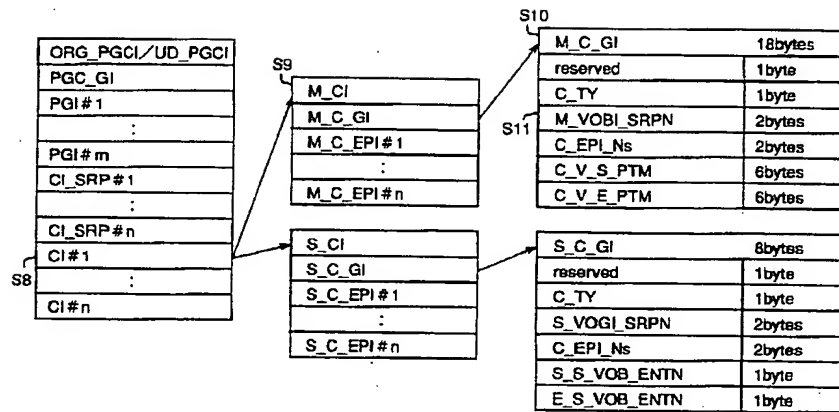 ORG_PGCI/UD_PGCI
PGC_GI
PGI#1
:
PGI#m
CI_SRP#1
:
CI_SRP#n
S8
CI#1
:
CI#n
S9
M_CI
M_C_GI
M_C_EPI#1
:
M_C_EPI#n
S_CI
S_C_GI
S_C_EPI#1
:
S_C_EPI#n
S10
M_C_GI 18bytes
reserved 1byte
C_TY 1byte
S11
M_VOBI_SRPN 2bytes
C_EPI_Ns 2bytes
C_V_S_PTM 6bytes
C_V_E_PTM 6bytes
S_C_GI 8bytes
reserved 1byte
C_TY 1byte
S_VOGI_SRPN 2bytes
C_EPI_Ns 2bytes
S_S_VOB_ENTN 1byte
E_S_VOB_ENTN 1byte